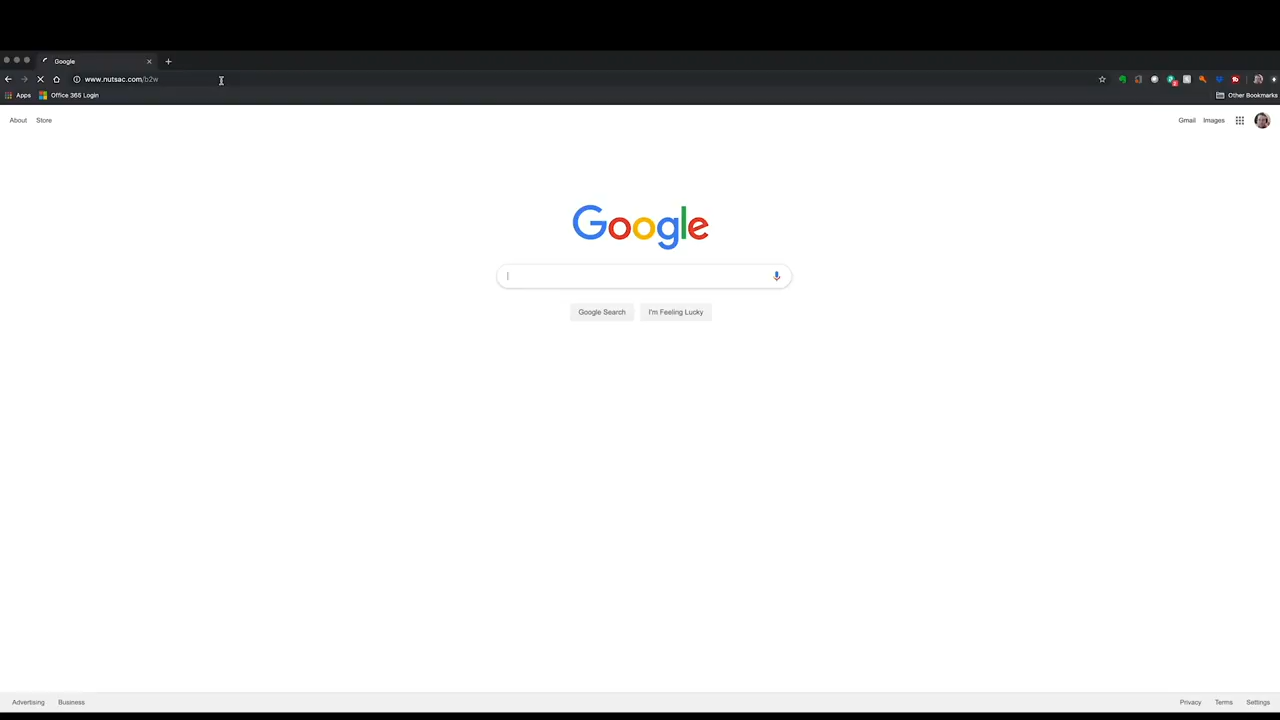 Google
www.nutsac.com/b2w
Apps Office 365 Login Other Bookmarks
About Store Gmail Images
Google
Google Search I'm Feeling Lucky
Advertising Business Privacy Terms Settings